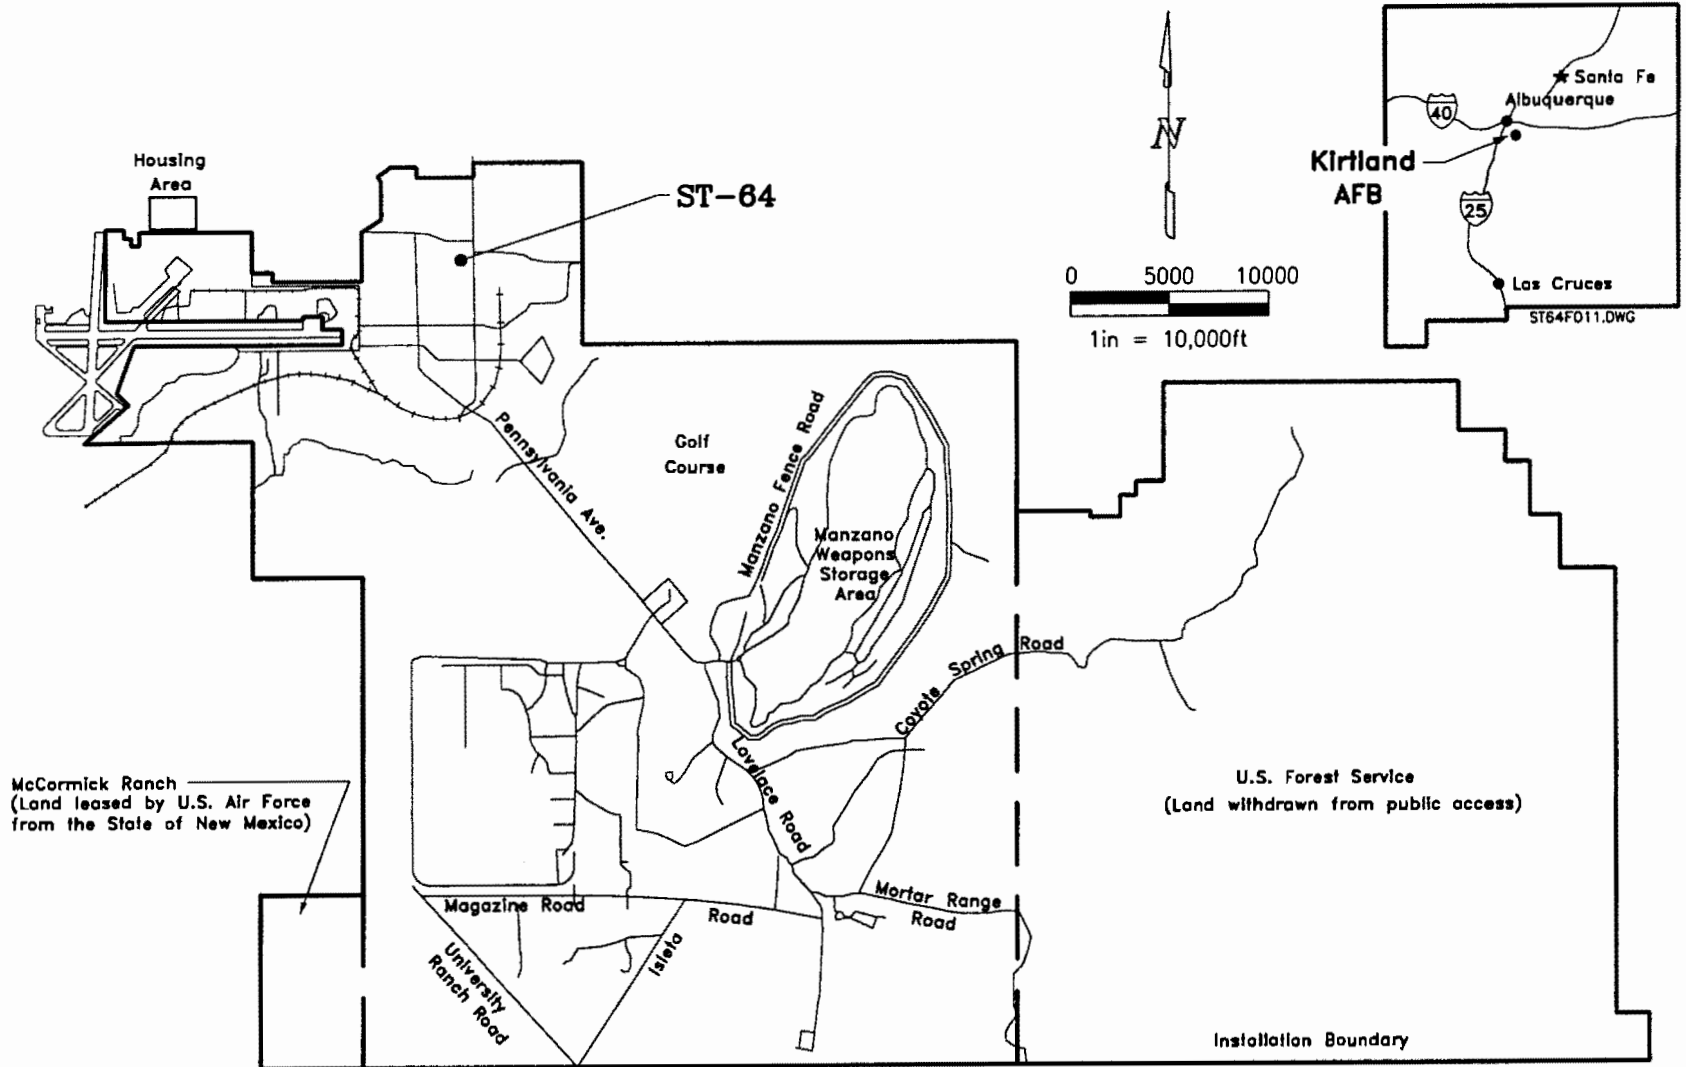 Santa Fe
Albuquerque
40
Kirtland
AFB
25
Las Cruces
ST64F011.DWG
N
0 5000 10000
1in = 10,000ft
Housing
Area
ST-64
Pennsylvania Ave.
Golf
Course
Manzano Fence Road
Manzano
Weapons
Storage
Area
Coyote Spring Road
Lovelace Road
McCormick Ranch
(Land leased by U.S. Air Force
from the State of New Mexico)
U.S. Forest Service
(Land withdrawn from public access)
Magazine Road
Isleta Road
Mortar Range
Road
University
Ranch Road
Installation Boundary